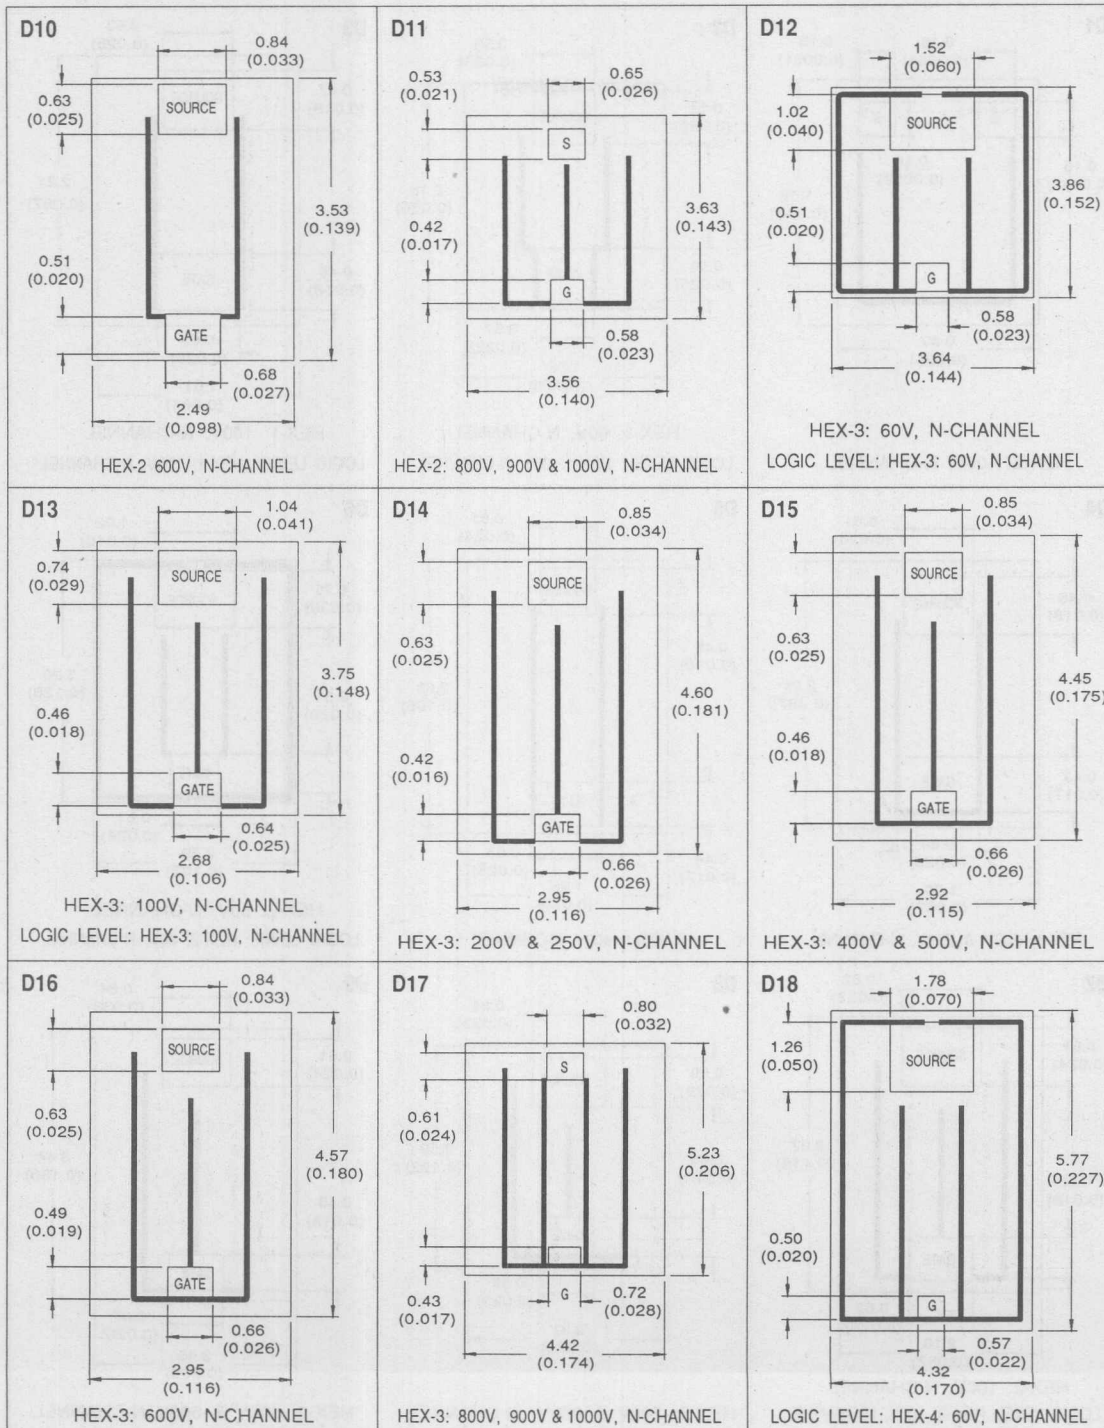 D10
0.84
(0.033)
0.63
(0.025)
SOURCE
3.53
(0.139)
0.51
(0.020)
GATE
0.68
(0.027)
2.49
(0.098)
HEX-2 600V, N-CHANNEL
D11
0.53
(0.021)
0.65
(0.026)
S
3.63
(0.143)
0.42
(0.017)
G
0.58
(0.023)
3.56
(0.140)
HEX-2: 800V, 900V & 1000V, N-CHANNEL
D12
1.52
(0.060)
1.02
(0.040)
SOURCE
3.86
(0.152)
0.51
(0.020)
G
0.58
(0.023)
3.64
(0.144)
HEX-3: 60V, N-CHANNEL
LOGIC LEVEL: HEX-3: 60V, N-CHANNEL
D13
1.04
(0.041)
0.74
(0.029)
SOURCE
3.75
(0.148)
0.46
(0.018)
GATE
0.64
(0.025)
2.68
(0.106)
HEX-3: 100V, N-CHANNEL
LOGIC LEVEL: HEX-3: 100V, N-CHANNEL
D14
0.85
(0.034)
SOURCE
0.63
(0.025)
4.60
(0.181)
0.42
(0.016)
GATE
0.66
(0.026)
2.95
(0.116)
HEX-3: 200V & 250V, N-CHANNEL
D15
0.85
(0.034)
SOURCE
0.63
(0.025)
4.45
(0.175)
0.46
(0.018)
GATE
0.66
(0.026)
2.92
(0.115)
HEX-3: 400V & 500V, N-CHANNEL
D16
0.84
(0.033)
SOURCE
0.63
(0.025)
4.57
(0.180)
0.49
(0.019)
GATE
0.66
(0.026)
2.95
(0.116)
HEX-3: 600V, N-CHANNEL
D17
0.80
(0.032)
S
0.61
(0.024)
5.23
(0.206)
0.43
(0.017)
G
0.72
(0.028)
4.42
(0.174)
HEX-3: 800V, 900V & 1000V, N-CHANNEL
D18
1.78
(0.070)
1.26
(0.050)
SOURCE
5.77
(0.227)
0.50
(0.020)
G
0.57
(0.022)
4.32
(0.170)
LOGIC LEVEL: HEX-4: 60V, N-CHANNEL